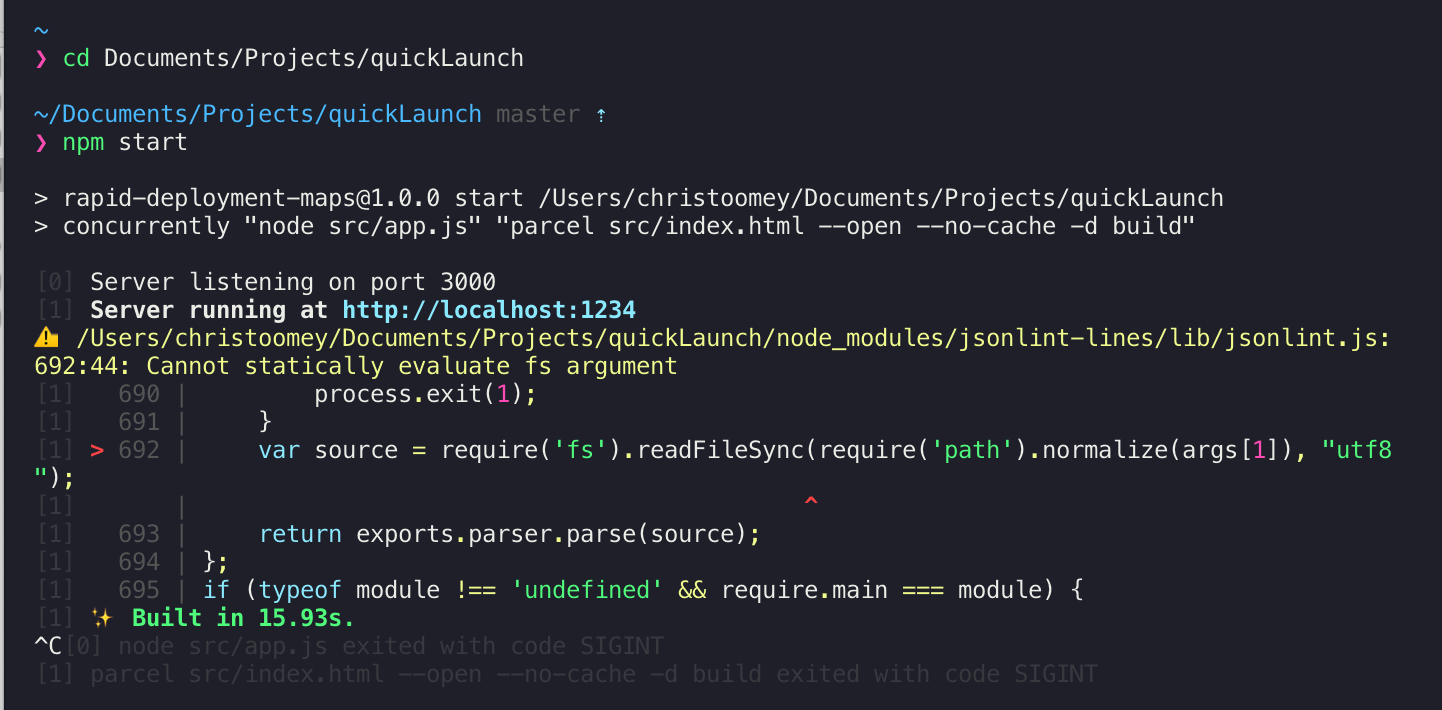 ~
❯ cd Documents/Projects/quickLaunch
~/Documents/Projects/quickLaunch master ⇡
❯ npm start
> rapid-deployment-maps@1.0.0 start /Users/christoomey/Documents/Projects/quickLaunch
> concurrently "node src/app.js" "parcel src/index.html --open --no-cache -d build"
[0] Server listening on port 3000
[1] Server running at http://localhost:1234
⚠️ /Users/christoomey/Documents/Projects/quickLaunch/node_modules/jsonlint-lines/lib/jsonlint.js:
692:44: Cannot statically evaluate fs argument
[1]   690 |         process.exit(1);
[1]   691 |     }
[1] > 692 |     var source = require('fs').readFileSync(require('path').normalize(args[1]), "utf8
");
[1]       |                                            ^
[1]   693 |     return exports.parser.parse(source);
[1]   694 | };
[1]   695 | if (typeof module !== 'undefined' && require.main === module) {
[1] ✨ Built in 15.93s.
^C[0] node src/app.js exited with code SIGINT
[1] parcel src/index.html --open --no-cache -d build exited with code SIGINT